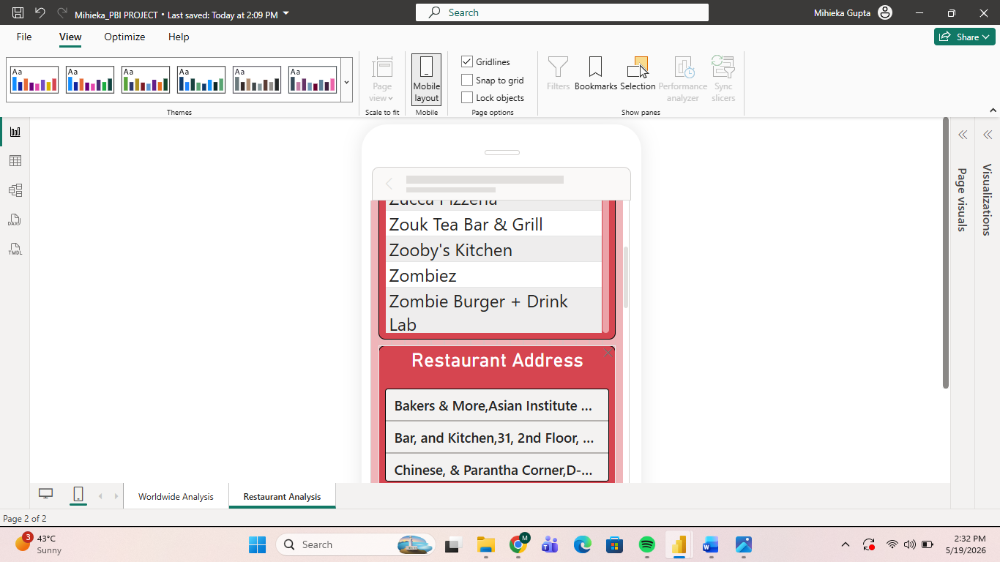 Mihieka_PBI PROJECT • Last saved: Today at 2:09 PM
Search
Mihieka Gupta
File
View
Optimize
Help
Share
Aa
Aa
Aa
Aa
Aa
Aa
Page view
Mobile layout
Gridlines
Snap to grid
Lock objects
Filters
Bookmarks
Selection
Performance analyzer
Sync slicers
Themes
Scale to fit
Mobile
Page options
Show panes
DAX
TMDL
Zucca Pizzeria
Zouk Tea Bar & Grill
Zooby's Kitchen
Zombiez
Zombie Burger + Drink
Lab
Restaurant Address
Bakers & More,Asian Institute ...
Bar, and Kitchen,31, 2nd Floor, ...
Chinese, & Parantha Corner,D-...
Page visuals
Visualizations
Worldwide Analysis
Restaurant Analysis
Page 2 of 2
3
43°C
Sunny
Search
M
2:32 PM
5/19/2026